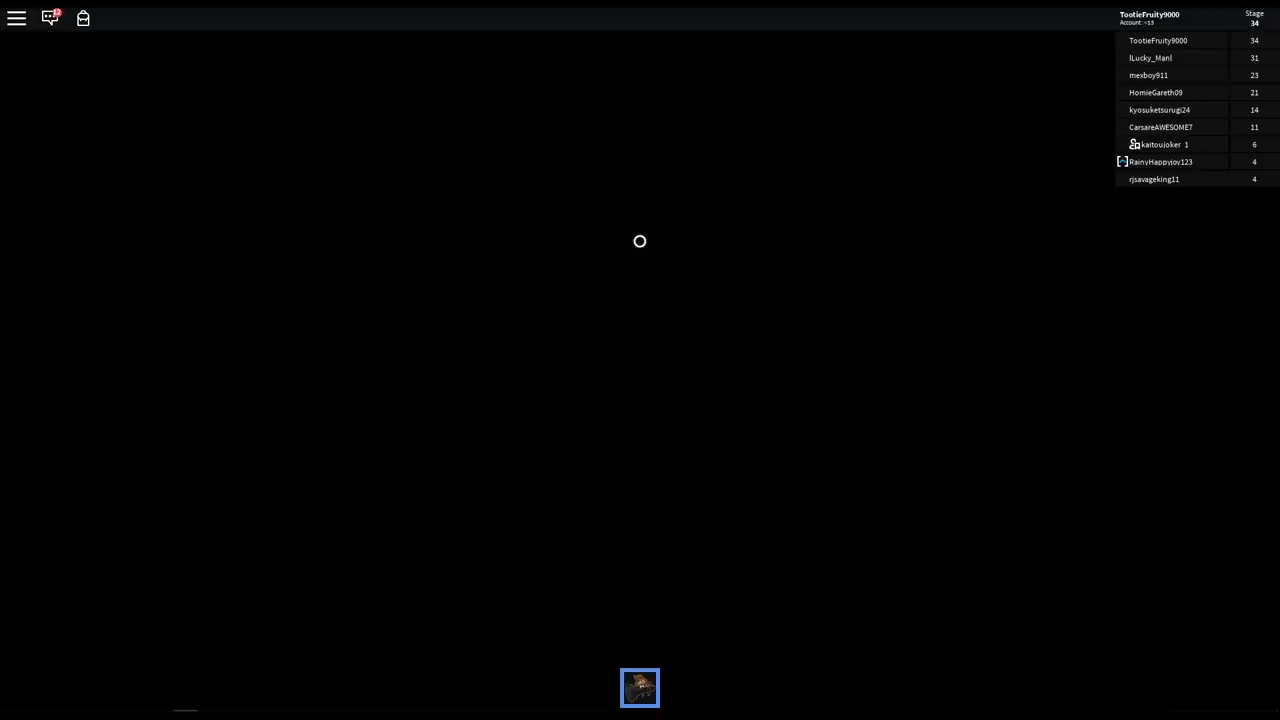 12
TootieFruity9000 Stage
Account: <13 34
TootieFruity9000 34
lLucky_Manl 31
mexboy911 23
HomieGareth09 21
kyosuketsurugi24 14
CarsareAWESOME7 11
kaitoujoker_1 6
RainyHappyjoy123 4
rjsavageking11 4